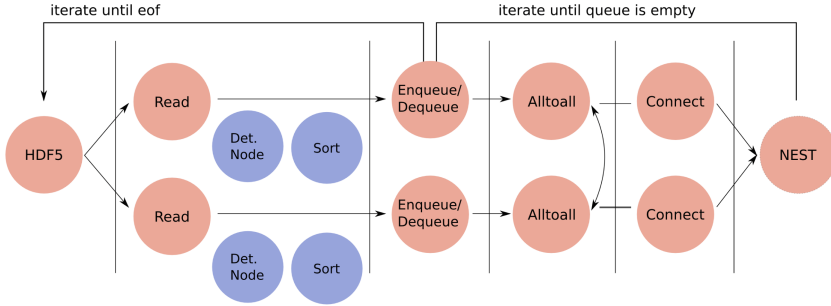 iterate until eof
iterate until queue is empty
HDF5
Read
Det.
Node
Sort
Enqueue/
Dequeue
Alltoall
Connect
NEST
Read
Det.
Node
Sort
Enqueue/
Dequeue
Alltoall
Connect